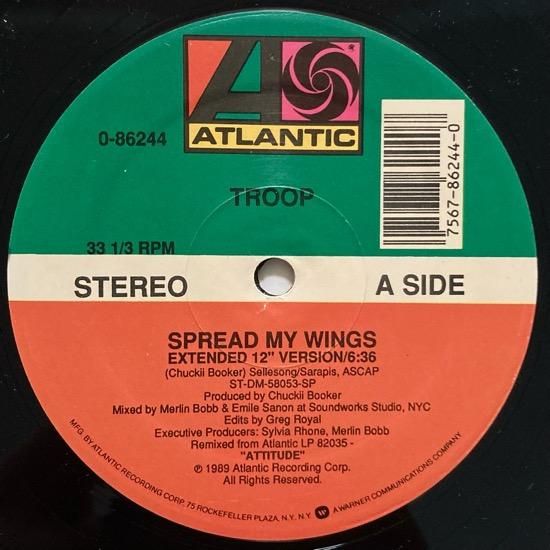 ATLANTIC
0-86244
7567-86244-0
TROOP
33 1/3 RPM
STEREO
A SIDE
SPREAD MY WINGS
EXTENDED 12" VERSION/6:36
(Chuckii Booker) Sellesong/Sarapis, ASCAP
ST-DM-58053-SP
Produced by Chuckii Booker
Mixed by Merlin Bobb & Emile Sanon at Soundworks Studio, NYC
Edits by Greg Royal
Executive Producers: Sylvia Rhone, Merlin Bobb
Remixed from Atlantic LP 82035 -
"ATTITUDE"
℗ 1989 Atlantic Recording Corp.
All Rights Reserved.
MFG. BY ATLANTIC RECORDING CORP., 75 ROCKEFELLER PLAZA, N.Y. N.Y. A WARNER COMMUNICATIONS COMPANY